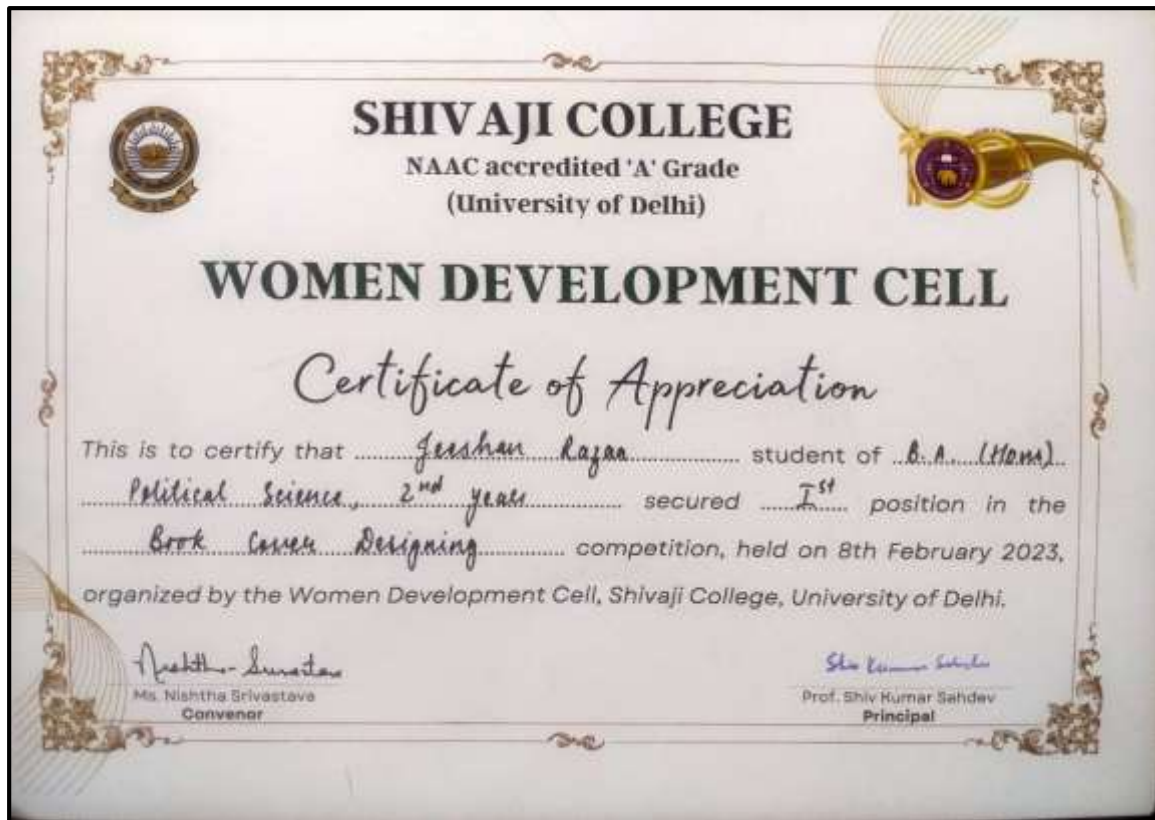 SHIVAJI COLLEGE
NAAC accredited 'A' Grade
(University of Delhi)
WOMEN DEVELOPMENT CELL
Certificate of Appreciation
This is to certify that Jeeshan Razaa student of B.A. (Hons)
Political Science, 2nd year secured Ist position in the
Book Cover Designing competition, held on 8th February 2023,
organized by the Women Development Cell, Shivaji College, University of Delhi.
Ms. Nishtha Srivastava
Convenor
Shiv Kumar Sahdev
Prof. Shiv Kumar Sahdev
Principal